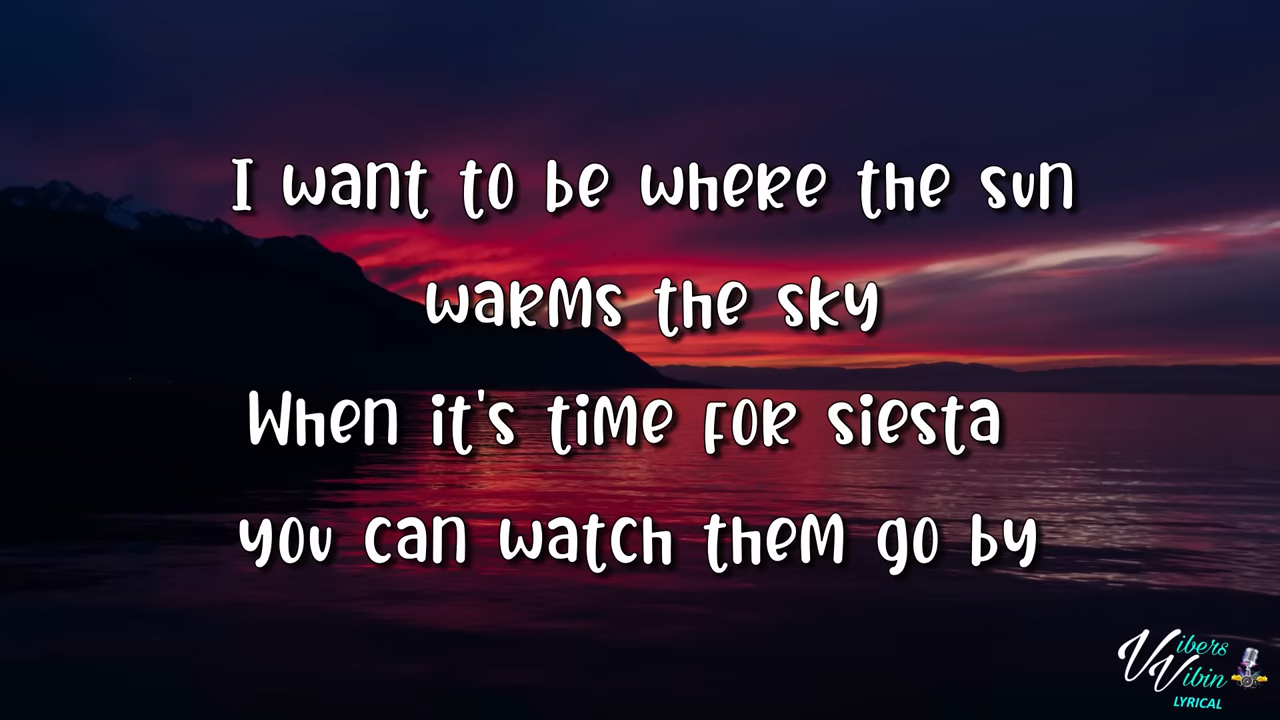 I want to be where the sun
warms the sky
When it's time for siesta
you can watch them go by
Vibers
Vibin
LYRICAL